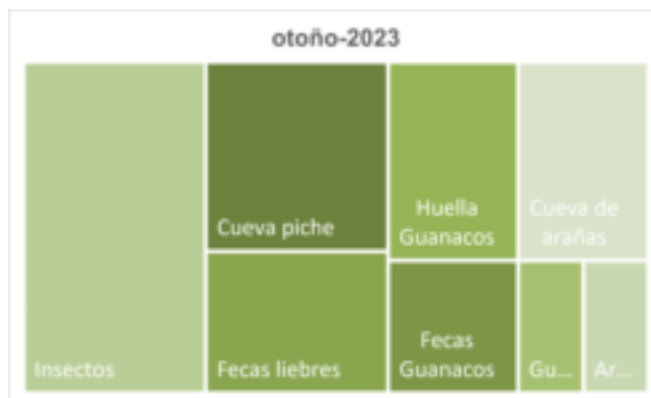 otoño-2023
Cueva piche
Huella
Guanacos
Cueva de
arañas
Insectos
Fecas liebres
Fecas
Guanacos
Gu...
Ar...